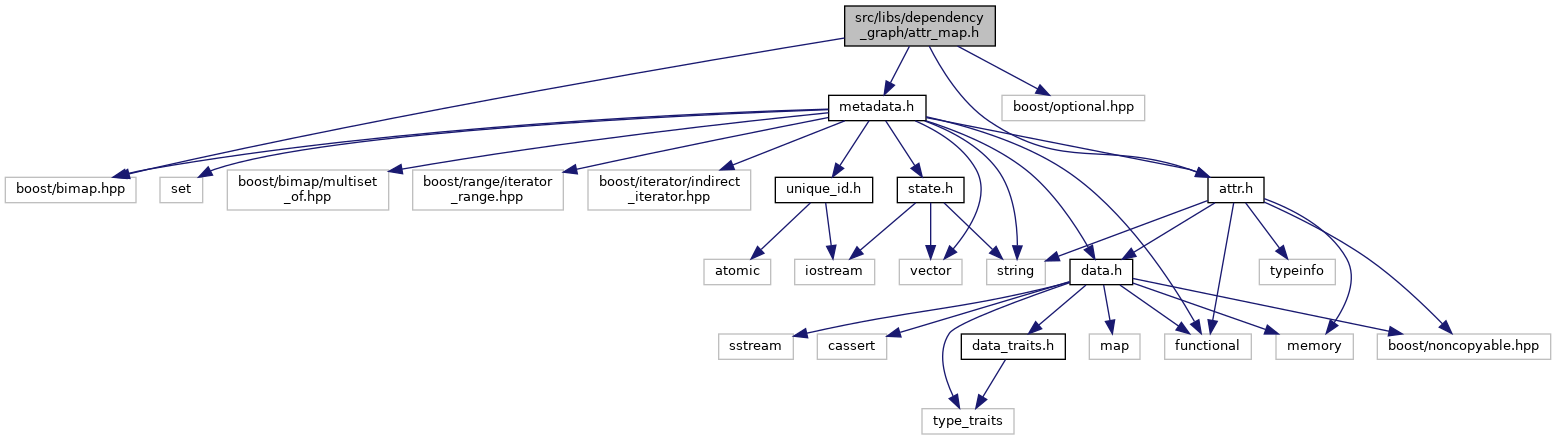 src/libs/dependency
_graph/attr_map.h
metadata.h
boost/optional.hpp
boost/bimap.hpp
set
boost/bimap/multiset
_of.hpp
boost/range/iterator
_range.hpp
boost/iterator/indirect
_iterator.hpp
unique_id.h
state.h
attr.h
atomic
iostream
vector
string
data.h
typeinfo
sstream
cassert
data_traits.h
map
functional
memory
boost/noncopyable.hpp
type_traits